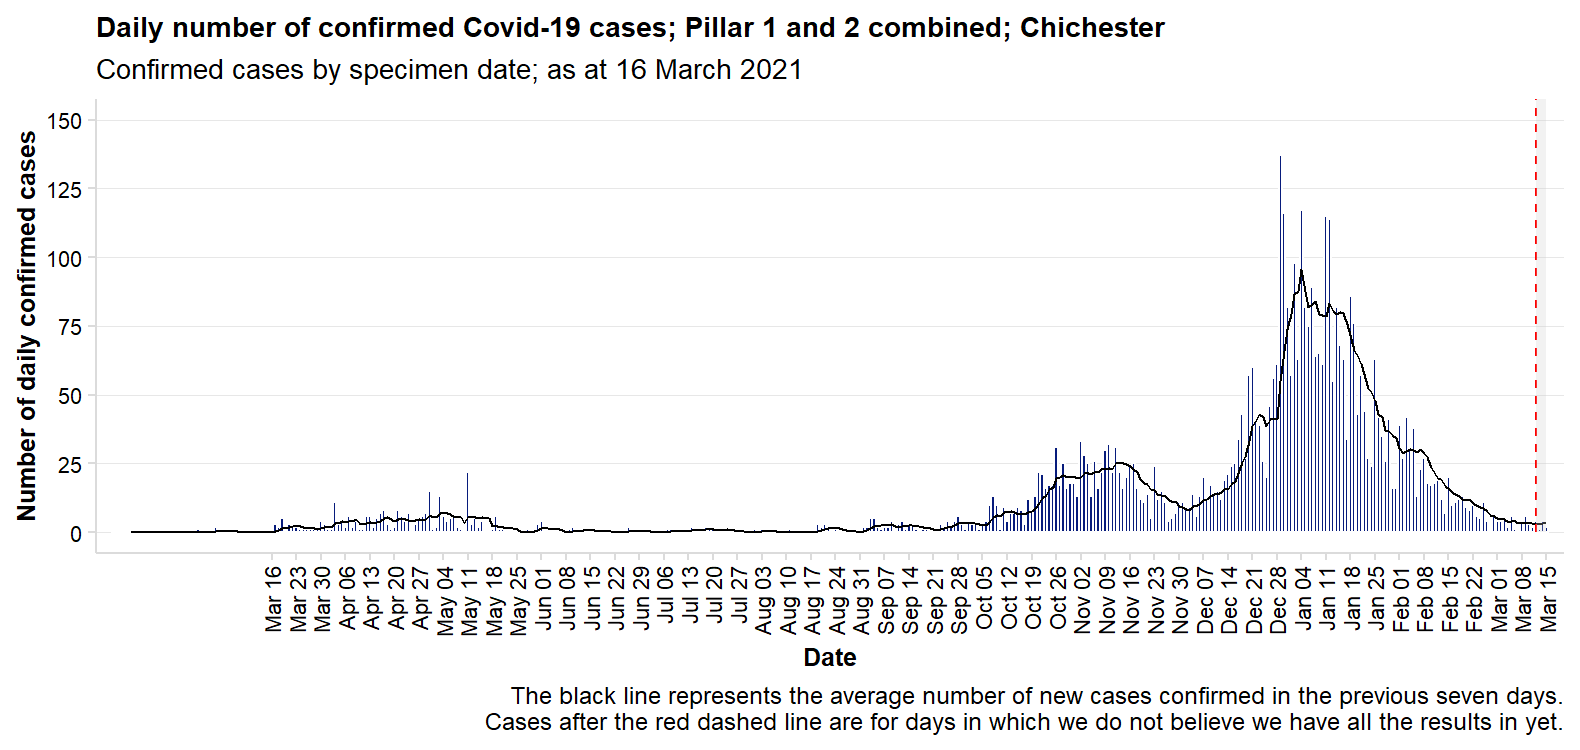 Daily number of confirmed Covid-19 cases; Pillar 1 and 2 combined; Chichester
Confirmed cases by specimen date; as at 16 March 2021
Number of daily confirmed cases
150
125
100
75
50
25
0
Mar 16
Mar 23
Mar 30
Apr 06
Apr 13
Apr 20
Apr 27
May 04
May 11
May 18
May 25
Jun 01
Jun 08
Jun 15
Jun 22
Jun 29
Jul 06
Jul 13
Jul 20
Jul 27
Aug 03
Aug 10
Aug 17
Aug 24
Aug 31
Sep 07
Sep 14
Sep 21
Sep 28
Oct 05
Oct 12
Oct 19
Oct 26
Nov 02
Nov 09
Nov 16
Nov 23
Nov 30
Dec 07
Dec 14
Dec 21
Dec 28
Jan 04
Jan 11
Jan 18
Jan 25
Feb 01
Feb 08
Feb 15
Feb 22
Mar 01
Mar 08
Mar 15
Date
The black line represents the average number of new cases confirmed in the previous seven days.
Cases after the red dashed line are for days in which we do not believe we have all the results in yet.